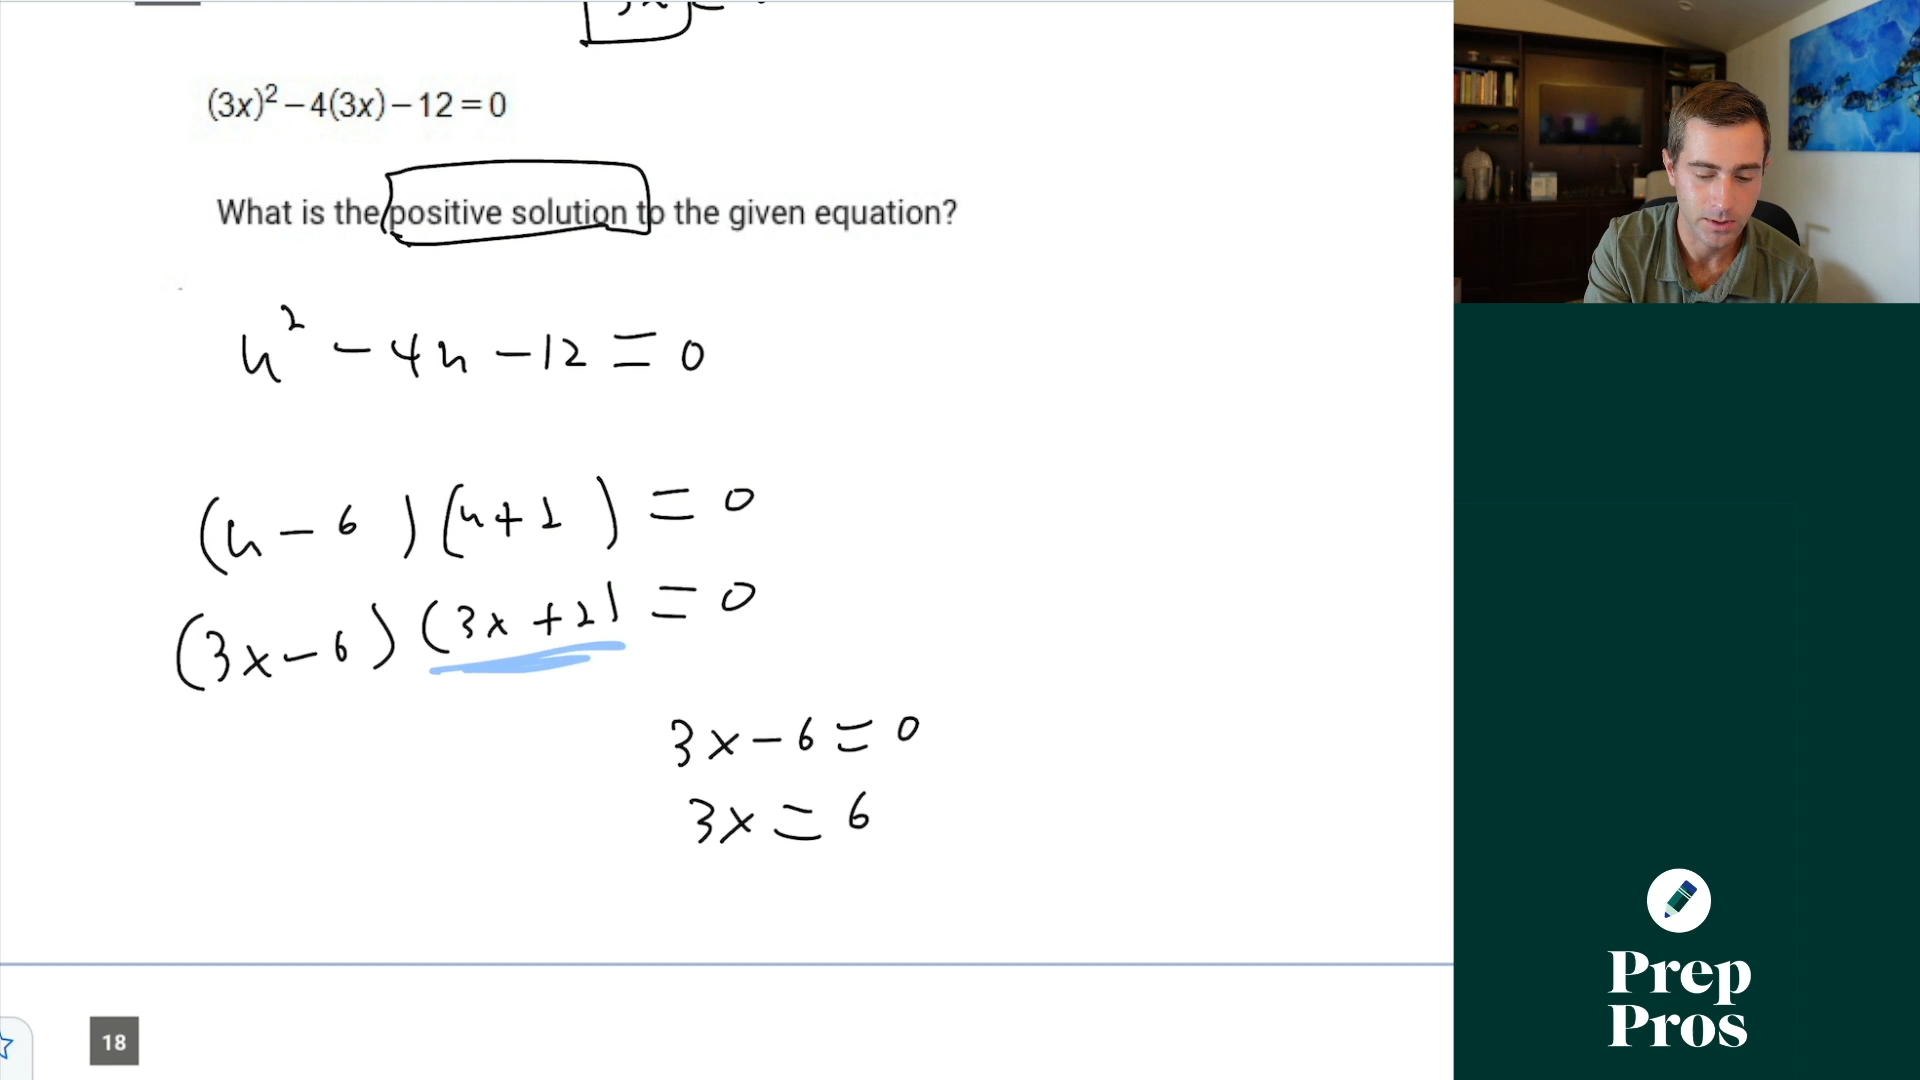 (3x)² – 4(3x) – 12 = 0
What is the positive solution to the given equation?
u² - 4u - 12 = 0
(u - 6)(u + 2) = 0
(3x - 6)(3x + 2) = 0
3x - 6 = 0
3x = 6
18
Prep
Pros